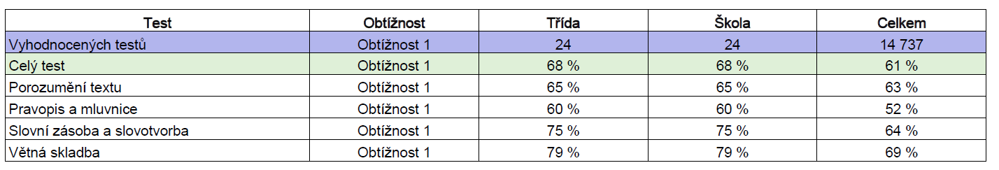 Test Obtížnost Třída Škola Celkem
Vyhodnocených testů Obtížnost 1 24 24 14 737
Celý test Obtížnost 1 68 % 68 % 61 %
Porozumění textu Obtížnost 1 65 % 65 % 63 %
Pravopis a mluvnice Obtížnost 1 60 % 60 % 52 %
Slovní zásoba a slovotvorba Obtížnost 1 75 % 75 % 64 %
Větná skladba Obtížnost 1 79 % 79 % 69 %